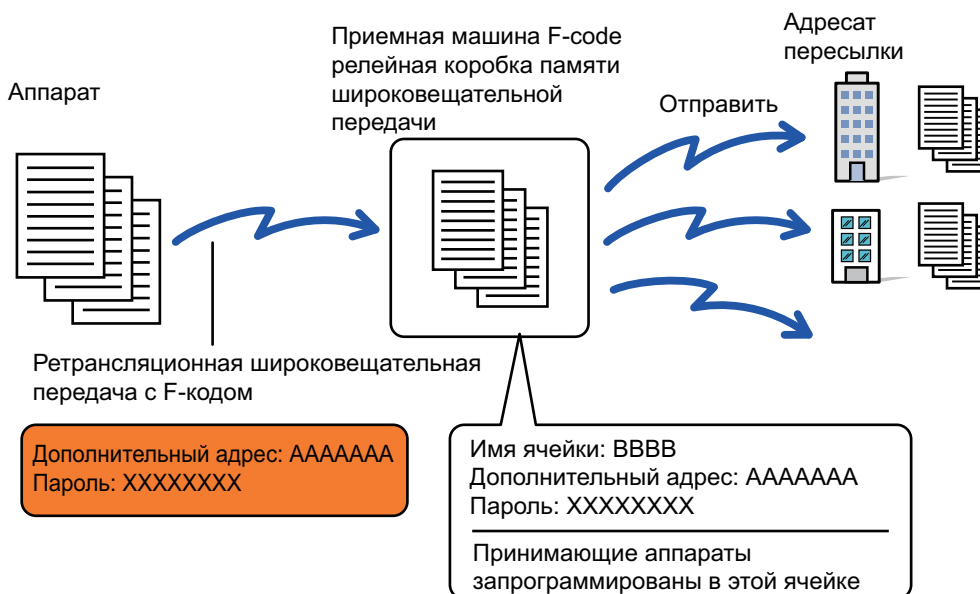 Аппарат
Приемная машина F-code
релейная коробка памяти
широковещательной
передачи
Отправить
Адресат
пересылки
Ретрансляционная широковещательная
передача с F-кодом
Дополнительный адрес: AAAAAAA
Пароль: XXXXXXXX
Имя ячейки: BBBB
Дополнительный адрес: AAAAAAA
Пароль: XXXXXXXX
Принимающие аппараты
запрограммированы в этой ячейке